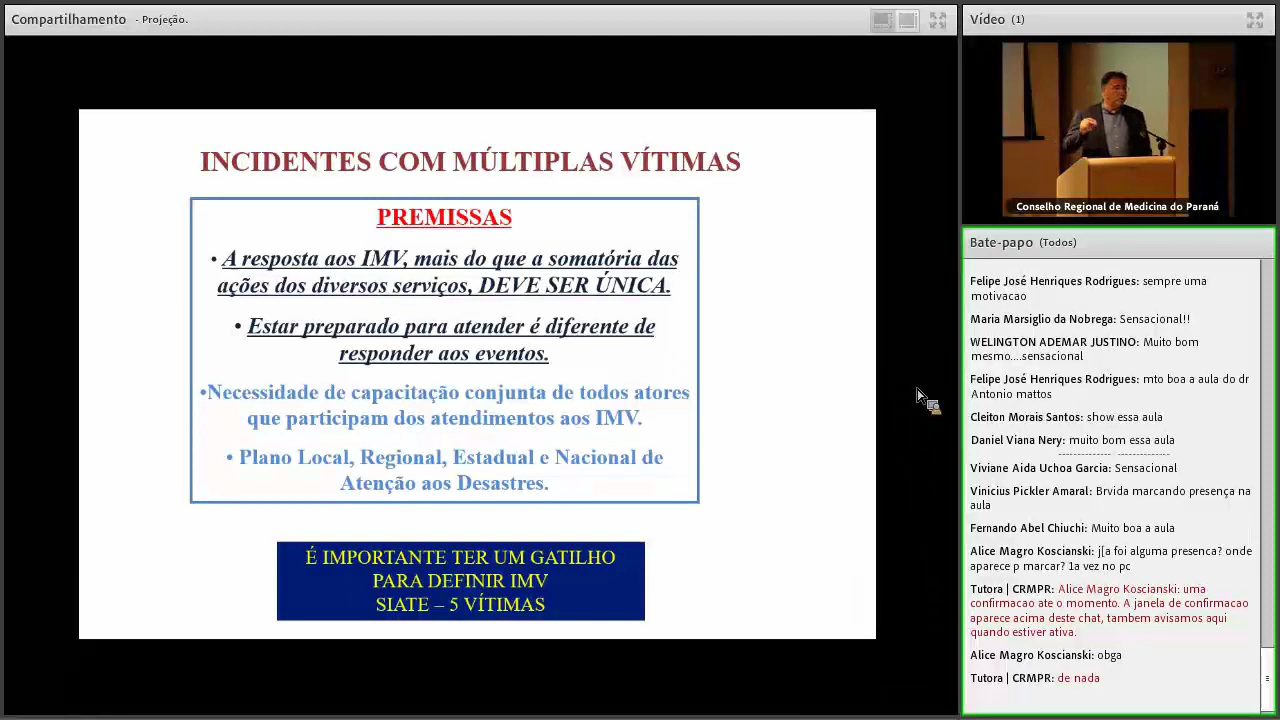 Compartilhamento - Projeção.
INCIDENTES COM MÚLTIPLAS VÍTIMAS
PREMISSAS
• A resposta aos IMV, mais do que a somatória das
ações dos diversos serviços, DEVE SER ÚNICA.
• Estar preparado para atender é diferente de
responder aos eventos.
•Necessidade de capacitação conjunta de todos atores
que participam dos atendimentos aos IMV.
• Plano Local, Regional, Estadual e Nacional de
Atenção aos Desastres.
É IMPORTANTE TER UM GATILHO
PARA DEFINIR IMV
SIATE – 5 VÍTIMAS
Vídeo (1)
Conselho Regional de Medicina do Paraná
Bate-papo (Todos)
Felipe José Henriques Rodrigues: sempre uma
motivacao
Maria Marsiglio da Nobrega: Sensacional!!
WELINGTON ADEMAR JUSTINO: Muito bom
mesmo....sensacional
Felipe José Henriques Rodrigues: mto boa a aula do dr
Antonio mattos
Cleiton Morais Santos: show essa aula
Daniel Viana Nery: muito bom essa aula
Viviane Aida Uchoa Garcia: Sensacional
Vinicius Pickler Amaral: Brvida marcando presença na
aula
Fernando Abel Chiuchi: Muito boa a aula
Alice Magro Koscianski: j[a foi alguma presenca? onde
aparece p marcar? 1a vez no pc
Tutora | CRMPR: Alice Magro Koscianski: uma
confirmacao ate o momento. A janela de confirmacao
aparece acima deste chat, tambem avisamos aqui
quando estiver ativa.
Alice Magro Koscianski: obga
Tutora | CRMPR: de nada